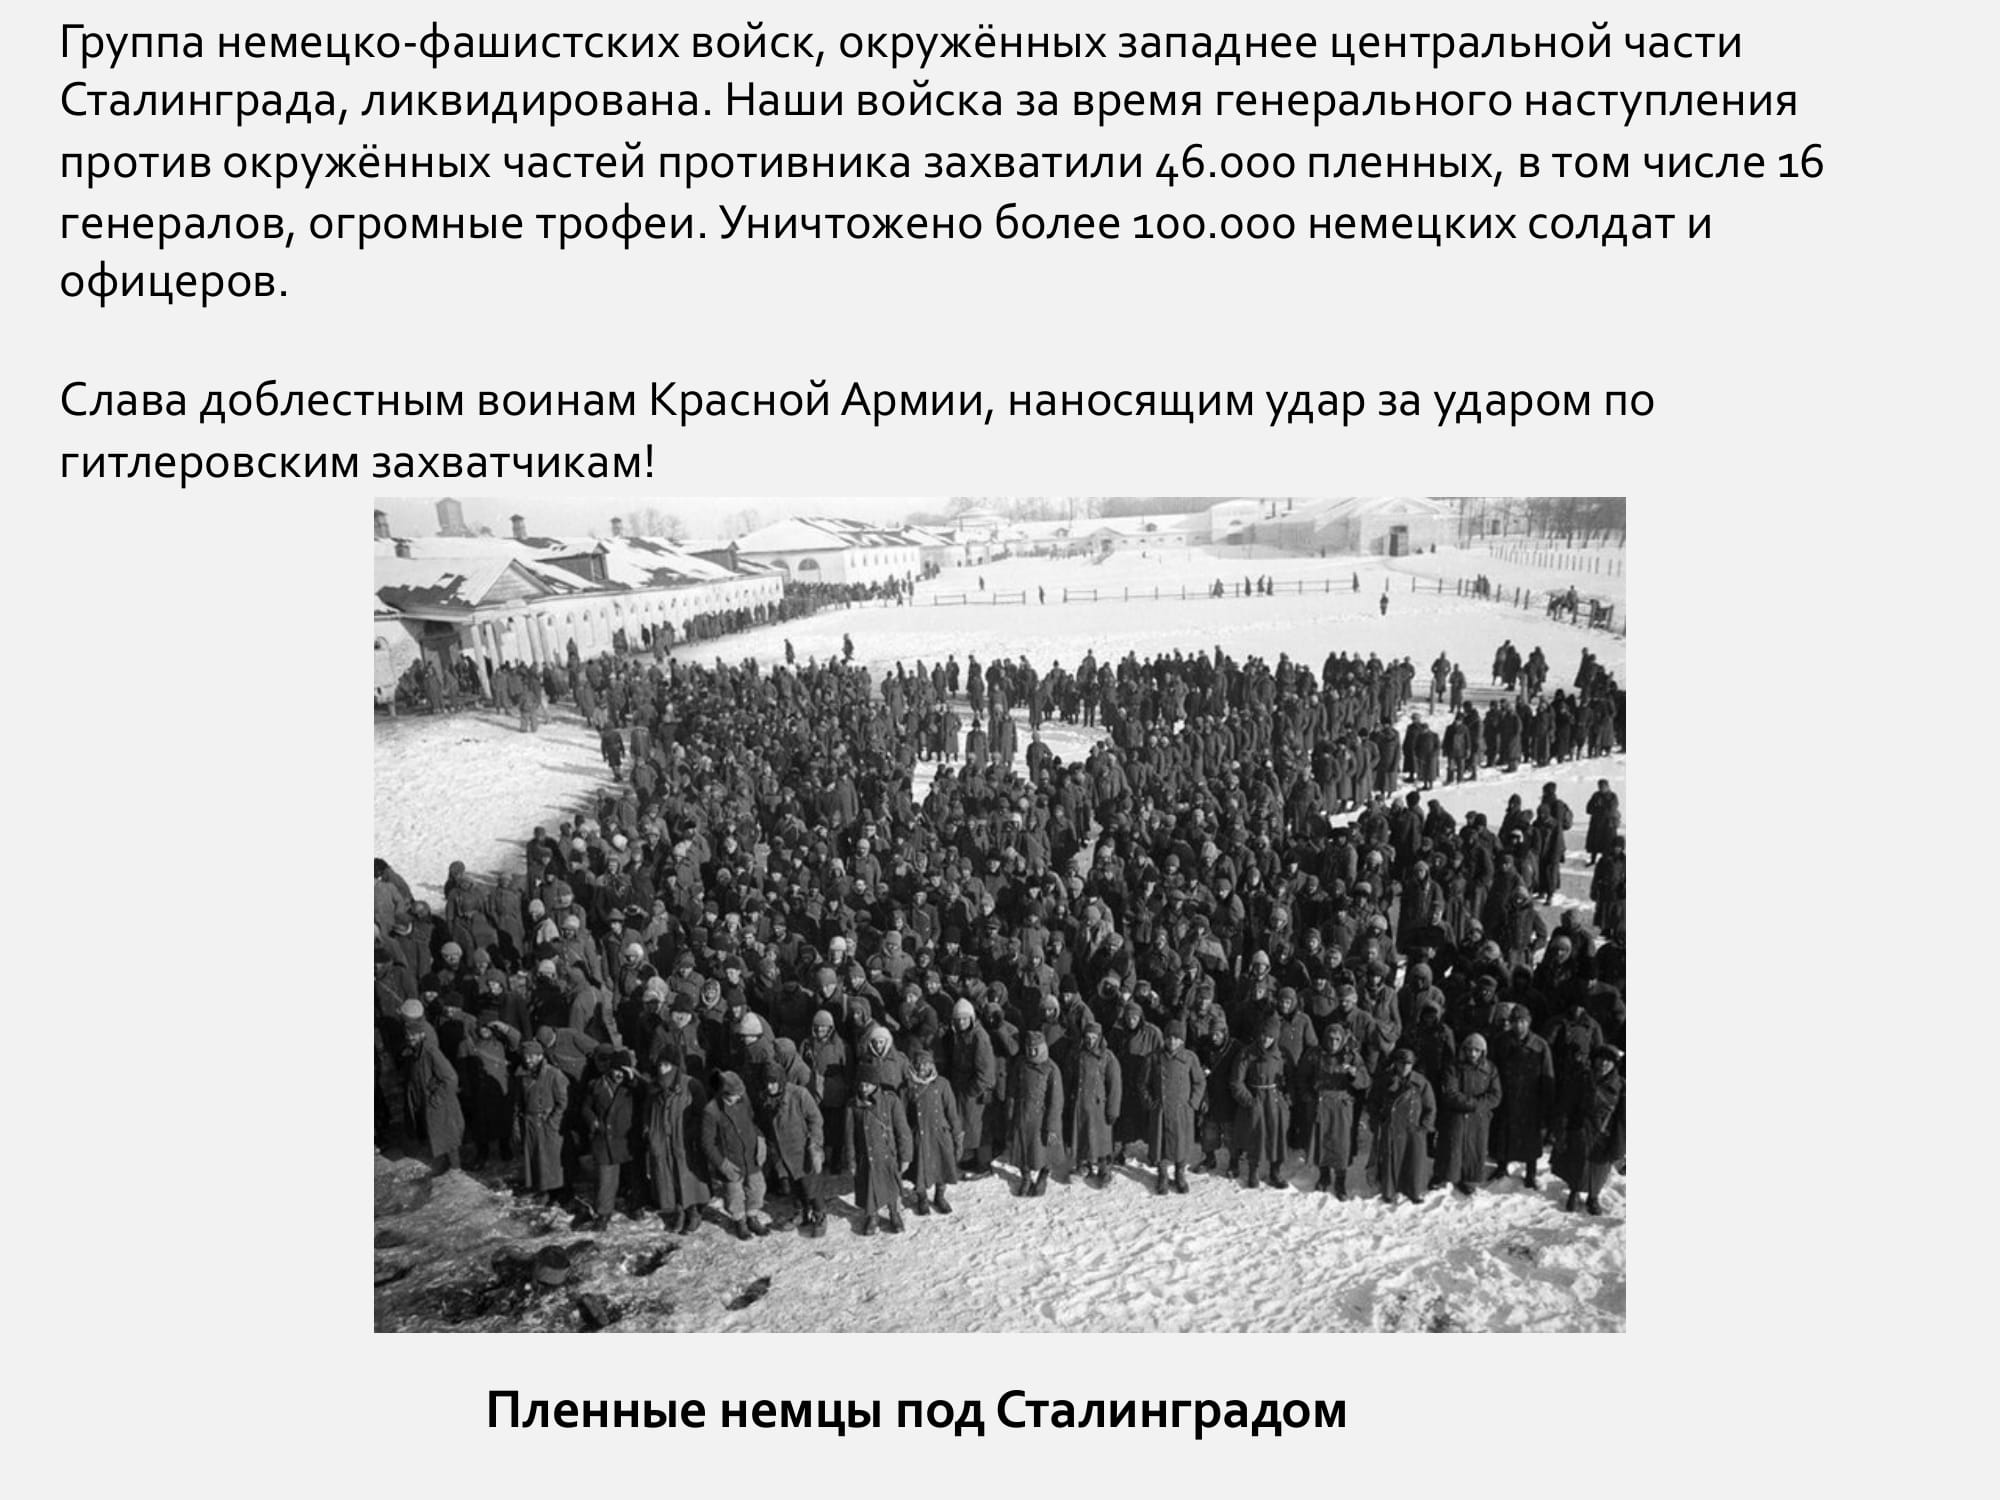 Группа немецко-фашистских войск, окружённых западнее центральной части
Сталинграда, ликвидирована. Наши войска за время генерального наступления
против окружённых частей противника захватили 46.000 пленных, в том числе 16
генералов, огромные трофеи. Уничтожено более 100.000 немецких солдат и
офицеров.
Слава доблестным воинам Красной Армии, наносящим удар за ударом по
гитлеровским захватчикам!
Пленные немцы под Сталинградом